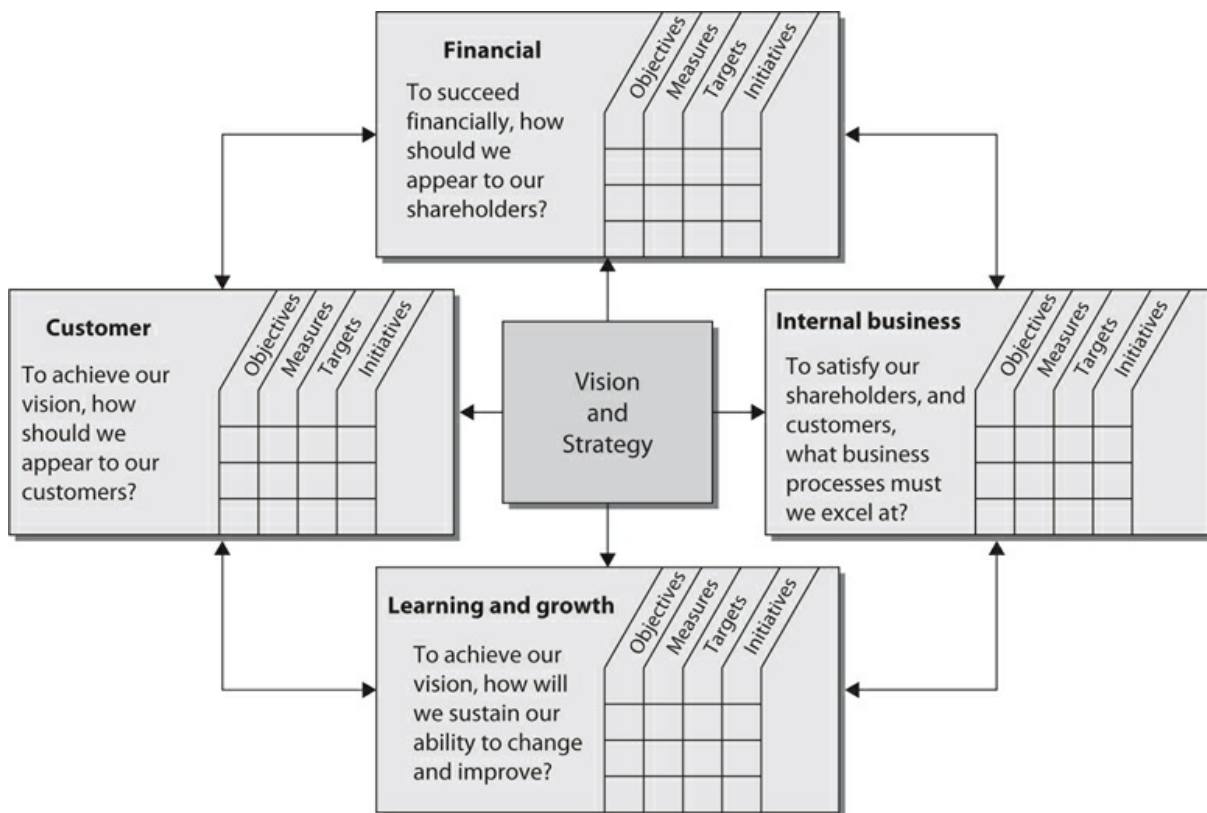 Financial
To succeed
financially, how
should we
appear to our
shareholders?
Objectives
Measures
Targets
Initiatives
Customer
To achieve our
vision, how
should we
appear to our
customers?
Objectives
Measures
Targets
Initiatives
Vision
and
Strategy
Internal business
To satisfy our
shareholders, and
customers,
what business
processes must
we excel at?
Objectives
Measures
Targets
Initiatives
Learning and growth
To achieve our
vision, how will
we sustain our
ability to change
and improve?
Objectives
Measures
Targets
Initiatives